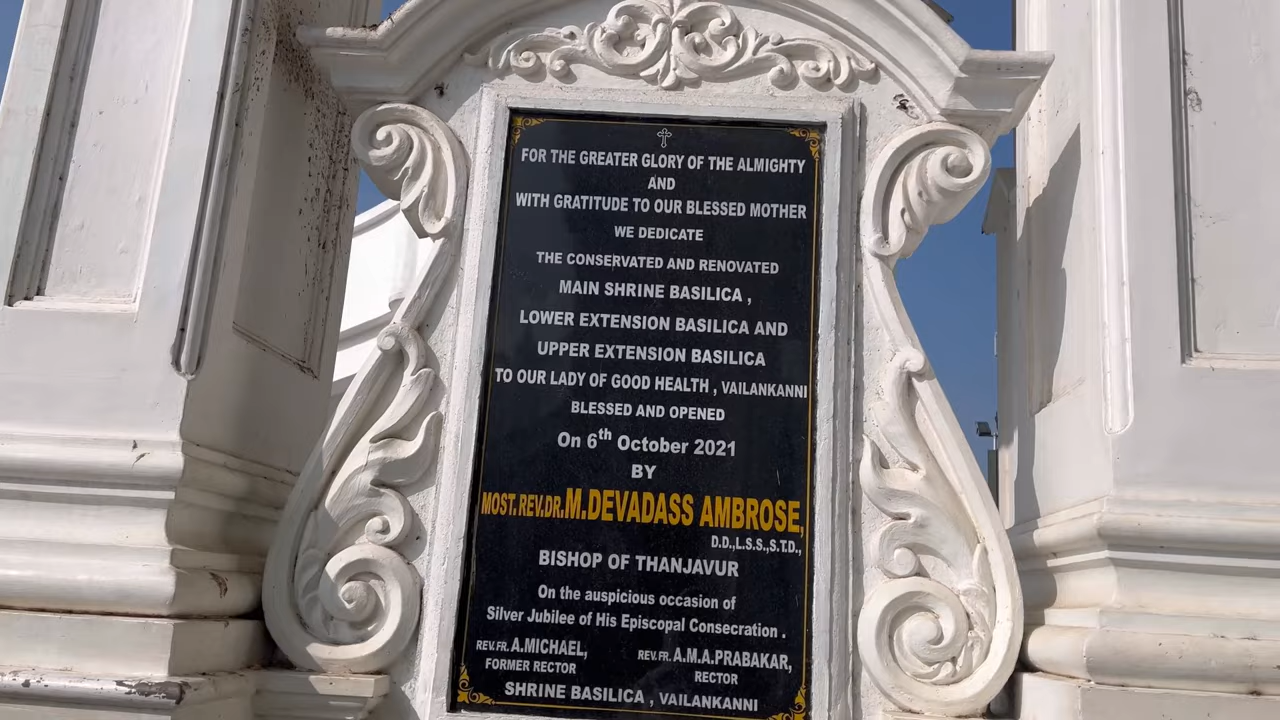 FOR THE GREATER GLORY OF THE ALMIGHTY
AND
WITH GRATITUDE TO OUR BLESSED MOTHER
WE DEDICATE
THE CONSERVATED AND RENOVATED
MAIN SHRINE BASILICA ,
LOWER EXTENSION BASILICA AND
UPPER EXTENSION BASILICA
TO OUR LADY OF GOOD HEALTH , VAILANKANNI
BLESSED AND OPENED
On 6th October 2021
BY
MOST.REV.DR.M.DEVADASS AMBROSE,
D.D.,L.S.S.,S.T.D.,
BISHOP OF THANJAVUR
On the auspicious occasion of
Silver Jubilee of His Episcopal Consecration .
REV.FR.A.MICHAEL, REV.FR.A.M.A.PRABAKAR,
FORMER RECTOR RECTOR
SHRINE BASILICA , VAILANKANNI